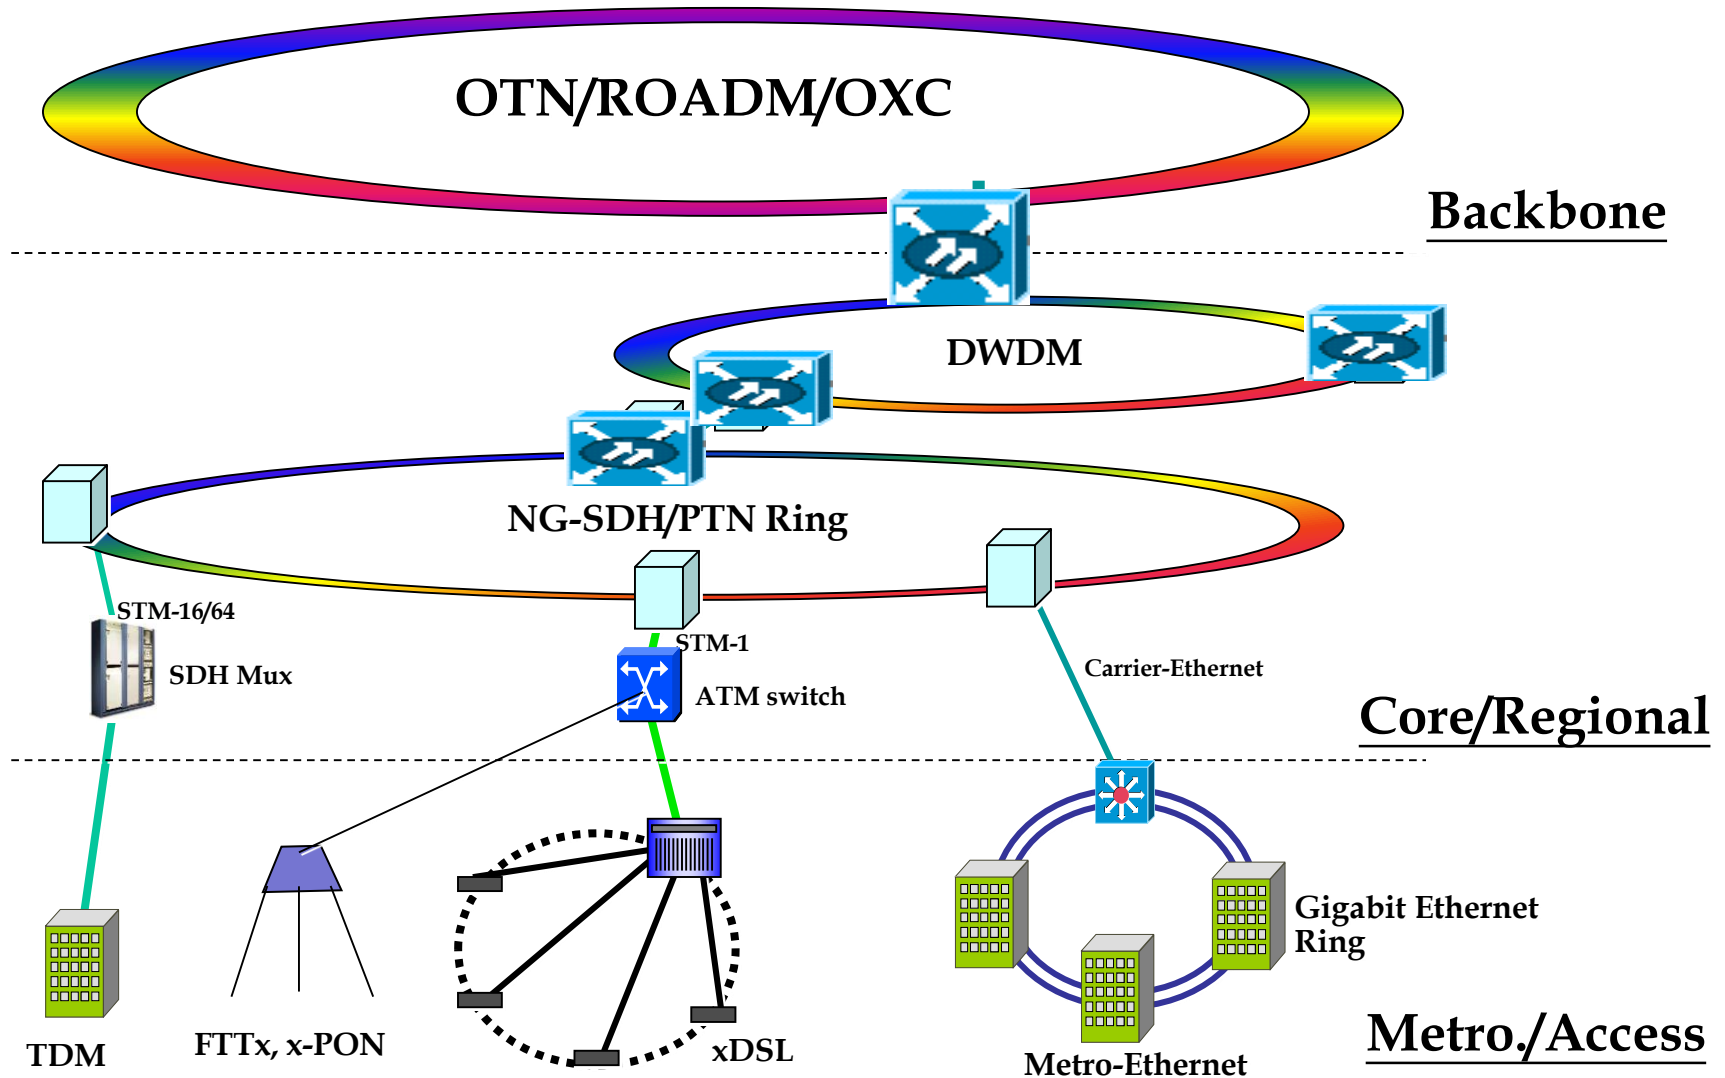 OTN/ROADM/OXC
Backbone
DWDM
NG-SDH/PTN Ring
STM-16/64
STM-1
SDH Mux
ATM switch
Carrier-Ethernet
Core/Regional
Gigabit Ethernet
Ring
TDM
FTTx, x-PON
xDSL
Metro-Ethernet
Metro./Access